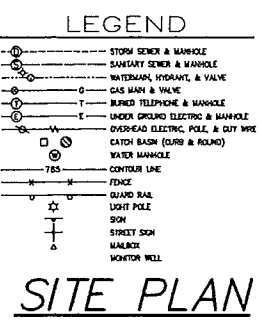 LEGEND
D STORM SEWER & MANHOLE
S SANITARY SEWER & MANHOLE
WATERMAIN, HYDRANT, & VALVE
G GAS MAIN & VALVE
T T BURIED TELEPHONE & MANHOLE
E E UNDER GROUND ELECTRIC & MANHOLE
OVERHEAD ELECTRIC, POLE, & GUY WIRE
CATCH BASIN (CURB & ROUND)
W WATER MANHOLE
765 CONTOUR LINE
X X FENCE
GUARD RAIL
LIGHT POLE
SIGN
STREET SIGN
MAILBOX
MONITOR WELL
SITE PLAN